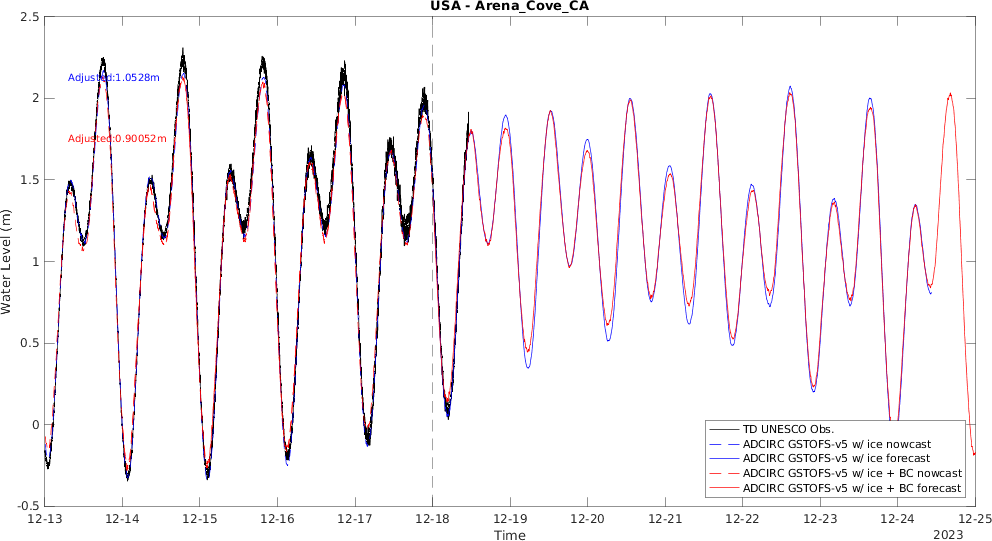 USA - Arena_Cove_CA
2.5
2
1.5
1
0.5
0
-0.5
Water Level (m)
Adjusted:1.0528m
Adjusted:0.90052m
TD UNESCO Obs.
ADCIRC GSTOFS-v5 w/ ice nowcast
ADCIRC GSTOFS-v5 w/ ice forecast
ADCIRC GSTOFS-v5 w/ ice + BC nowcast
ADCIRC GSTOFS-v5 w/ ice + BC forecast
12-13 12-14 12-15 12-16 12-17 12-18 12-19 12-20 12-21 12-22 12-23 12-24 12-25
Time
2023